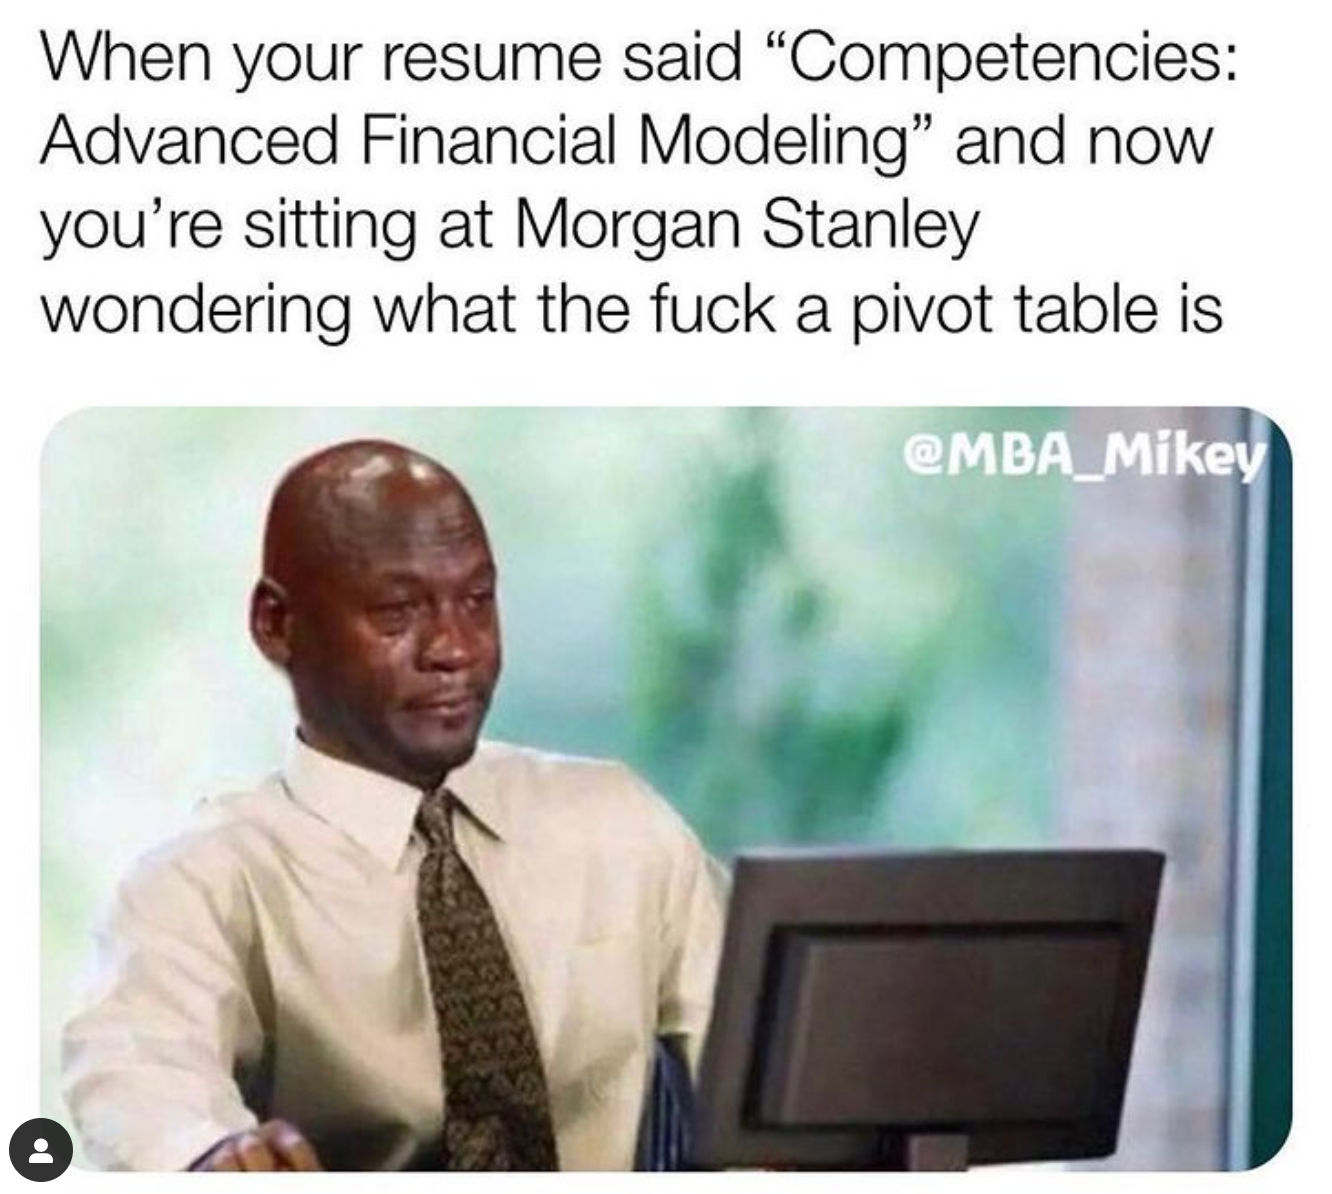 When your resume said “Competencies:
Advanced Financial Modeling” and now
you’re sitting at Morgan Stanley
wondering what the fuck a pivot table is
@MBA_Mikey